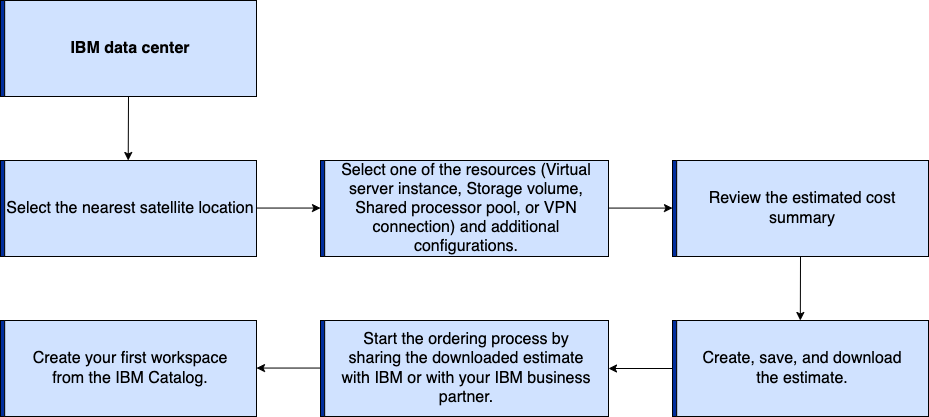 IBM data center
Select the nearest satellite location
Select one of the resources (Virtual
server instance, Storage volume,
Shared processor pool, or VPN
connection) and additional
configurations.
Review the estimated cost
summary
Create your first workspace
from the IBM Catalog.
Start the ordering process by
sharing the downloaded estimate
with IBM or with your IBM business
partner.
Create, save, and download
the estimate.